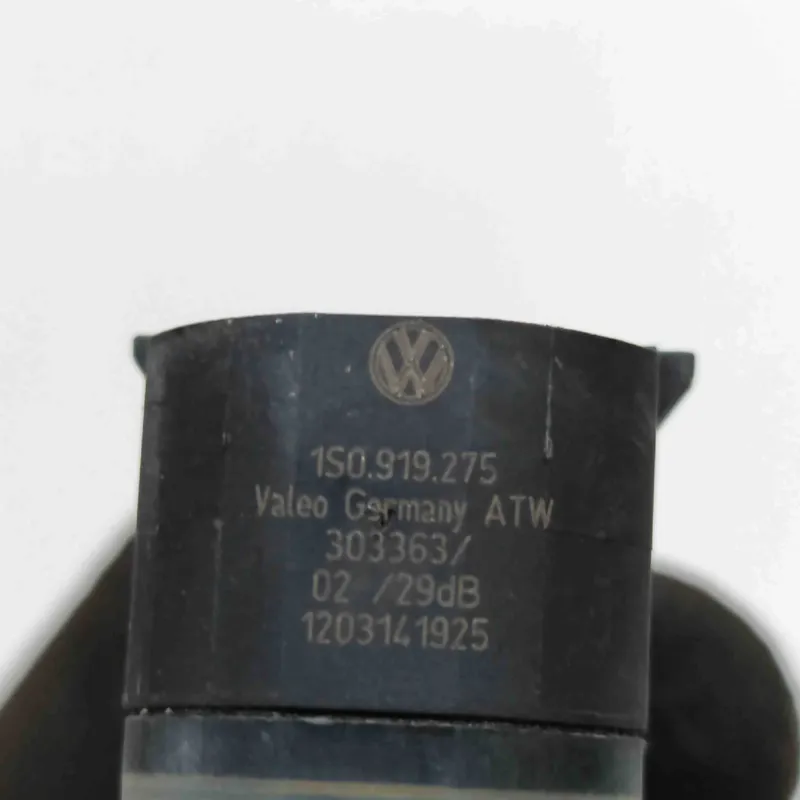 1S0.919.275
Valeo Germany ATW
303363/
02 /29dB
1203141925